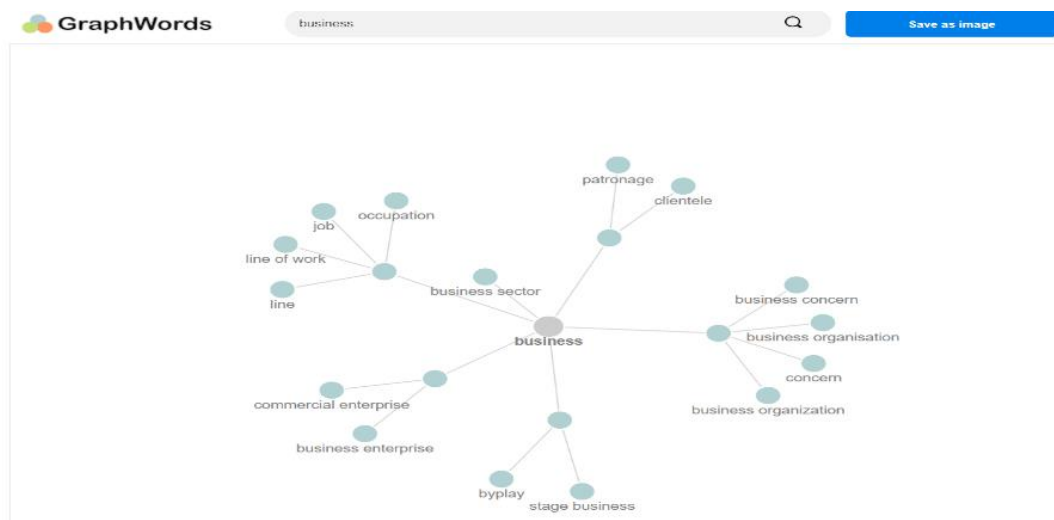 GraphWords
business
Save as image
patronage
clientele
occupation
job
line of work
line
business sector
business concern
business organisation
business
concern
commercial enterprise
business organization
business enterprise
byplay
stage business